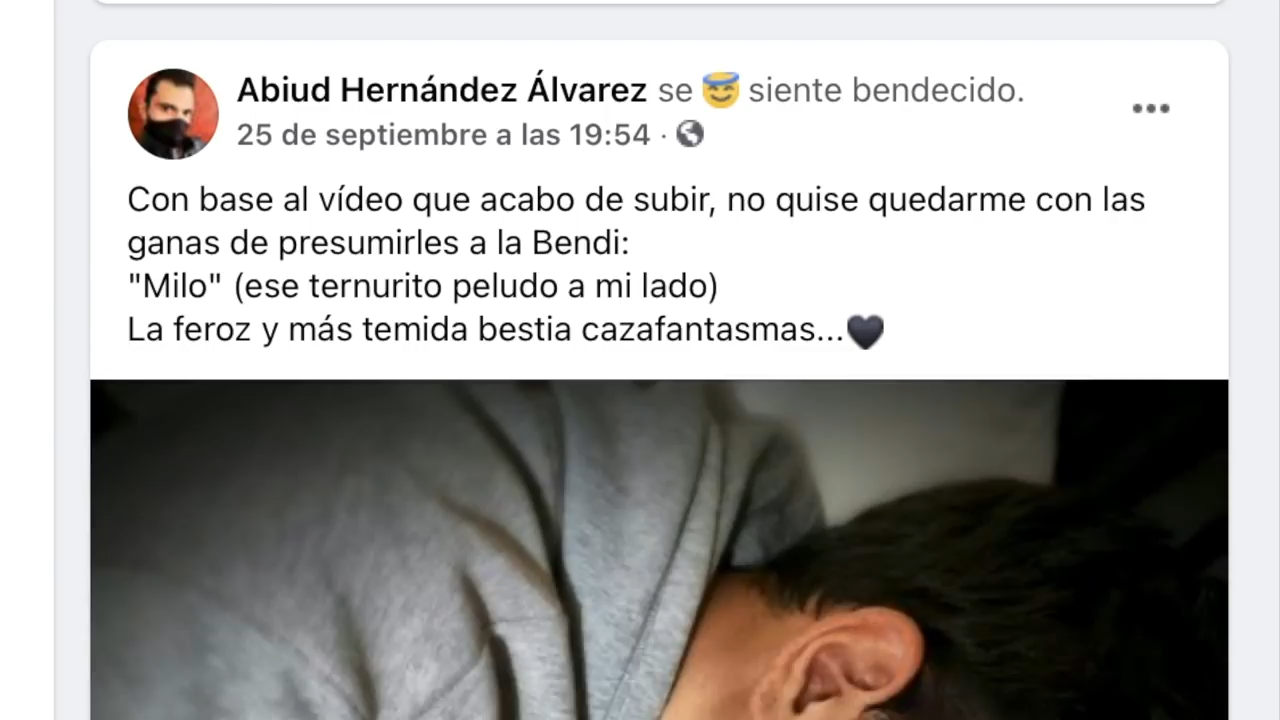 Abiud Hernández Álvarez se 😇 siente bendecido.
25 de septiembre a las 19:54 ·
Con base al vídeo que acabo de subir, no quise quedarme con las
ganas de presumirles a la Bendi:
"Milo" (ese ternurito peludo a mi lado)
La feroz y más temida bestia cazafantasmas...🖤